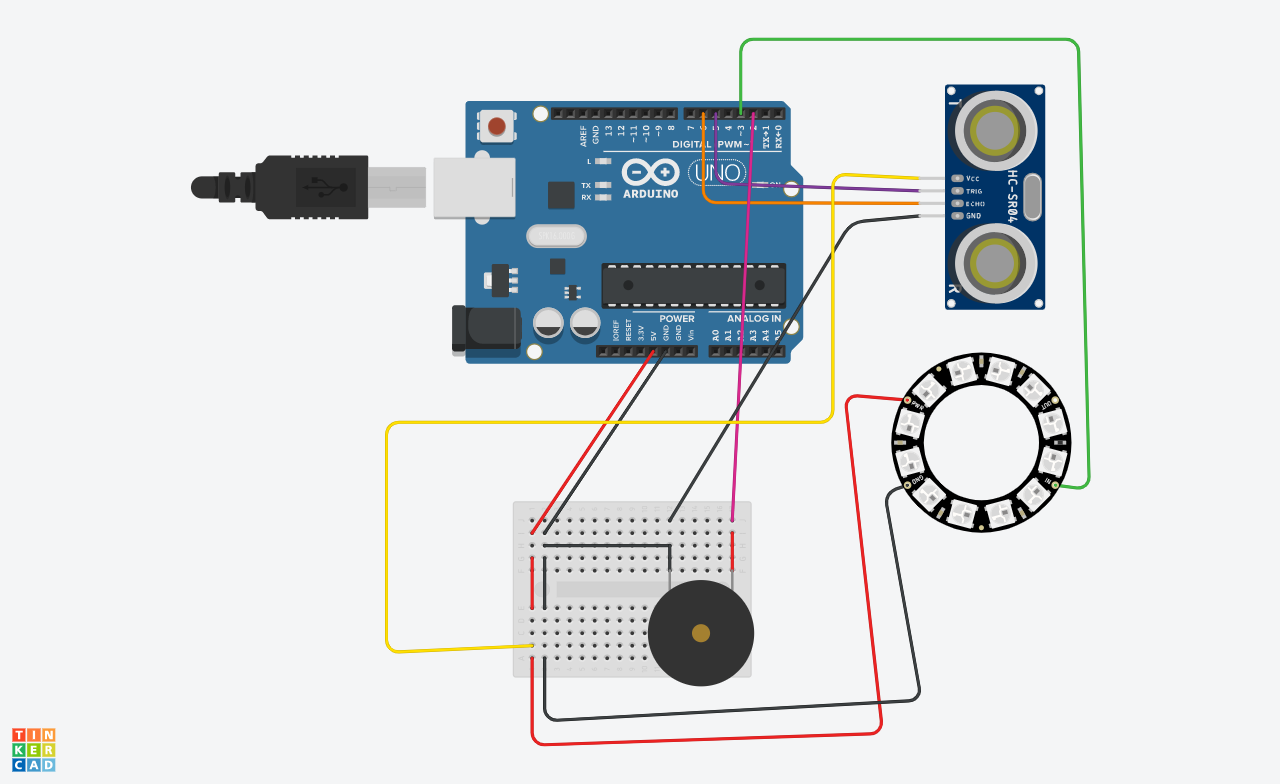 AREF
GND
13
12
~11
~10
~9
8
7
4
~3
2
TX→1
RX←0
DIGITAL (PWM~)
L
TX
RX
ARDUINO
UNO
ON
IOREF
RESET
3.3V
5V
GND
GND
Vin
POWER
ANALOG IN
A0
A1
A2
A3
A4
A5
T
Vcc
TRIG
ECHO
GND
HC-SR04
R
PWR
OUT
GND
IN
TIN
KER
CAD